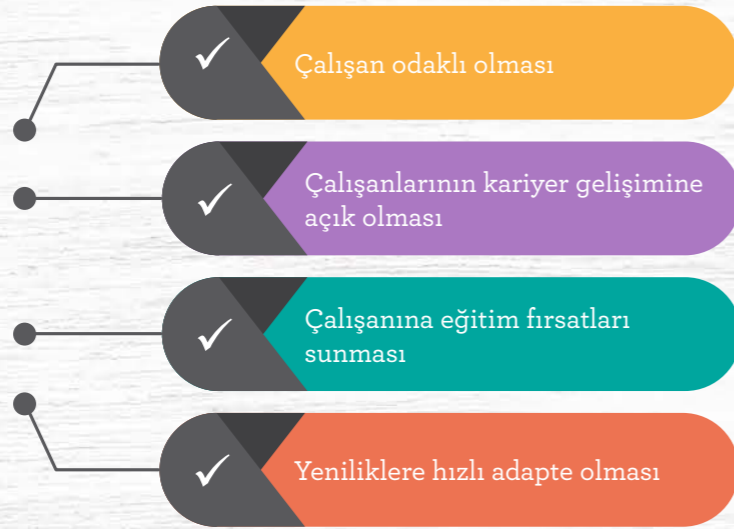 Çalışan odaklı olması
Çalışanlarının kariyer gelişimine
açık olması
Çalışanına eğitim fırsatları
sunması
Yeniliklere hızlı adapte olması